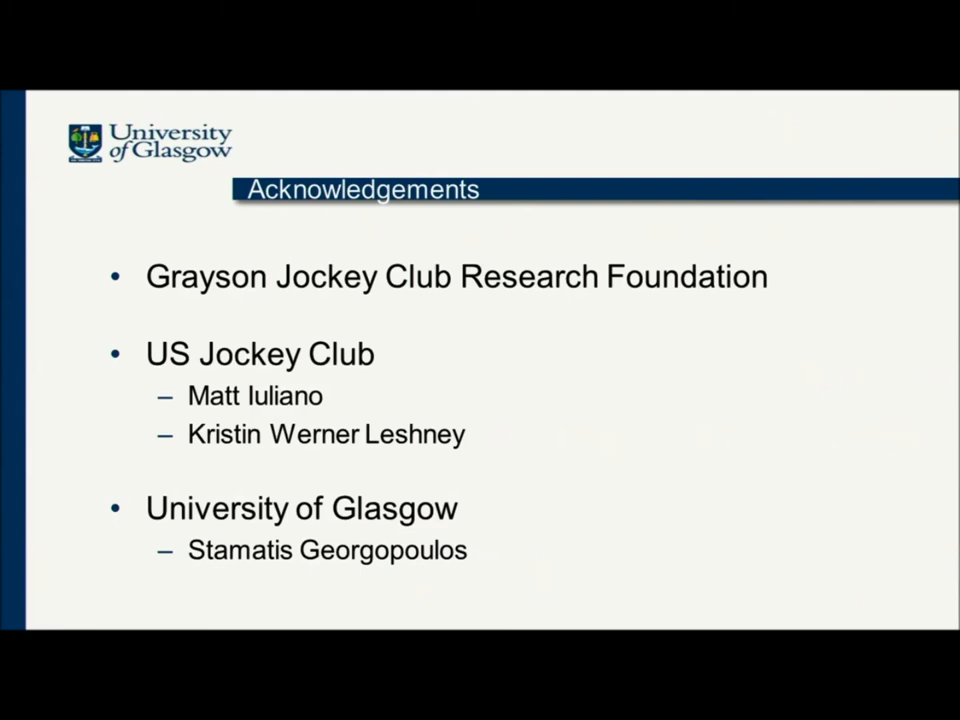 University
of Glasgow
Acknowledgements
• Grayson Jockey Club Research Foundation
• US Jockey Club
– Matt Iuliano
– Kristin Werner Leshney
• University of Glasgow
– Stamatis Georgopoulos